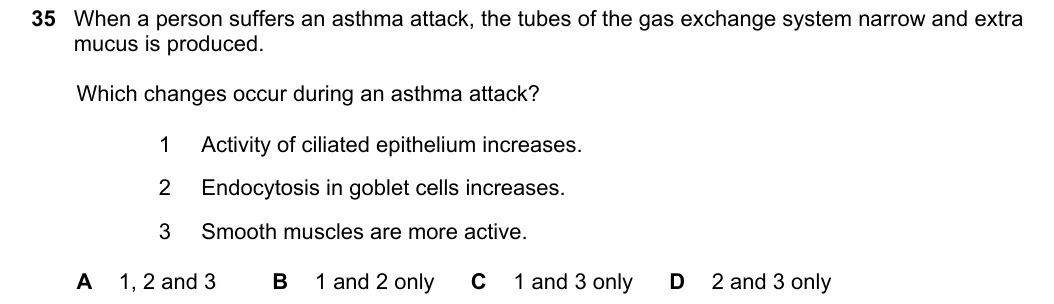 35 When a person suffers an asthma attack, the tubes of the gas exchange system narrow and extra
mucus is produced.
Which changes occur during an asthma attack?
1 Activity of ciliated epithelium increases.
2 Endocytosis in goblet cells increases.
3 Smooth muscles are more active.
A 1, 2 and 3 B 1 and 2 only C 1 and 3 only D 2 and 3 only